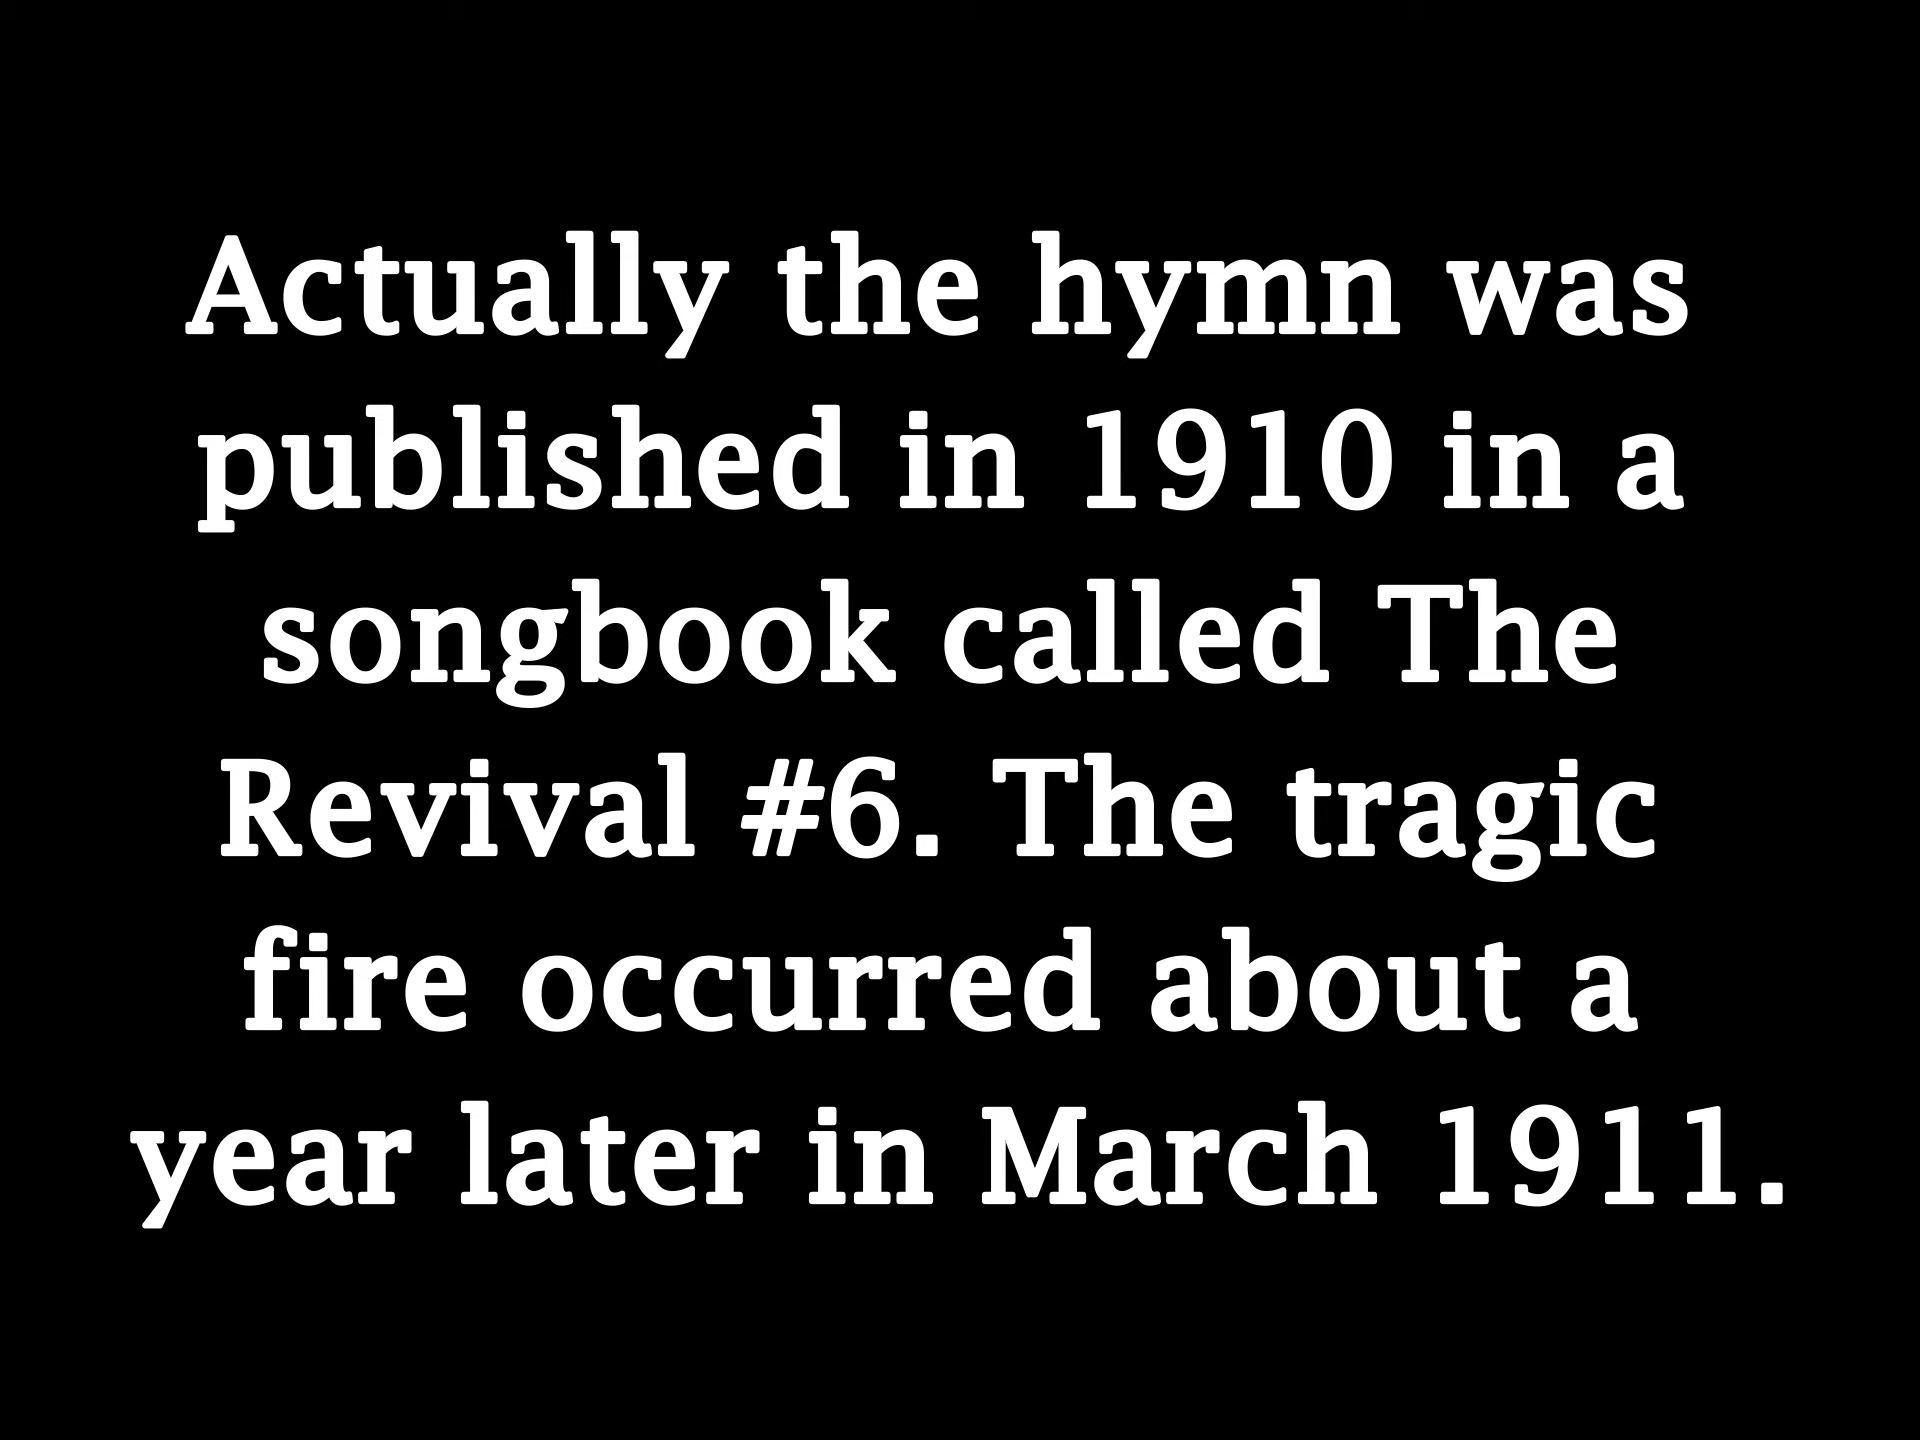 Actually the hymn was
published in 1910 in a
songbook called The
Revival #6. The tragic
fire occurred about a
year later in March 1911.